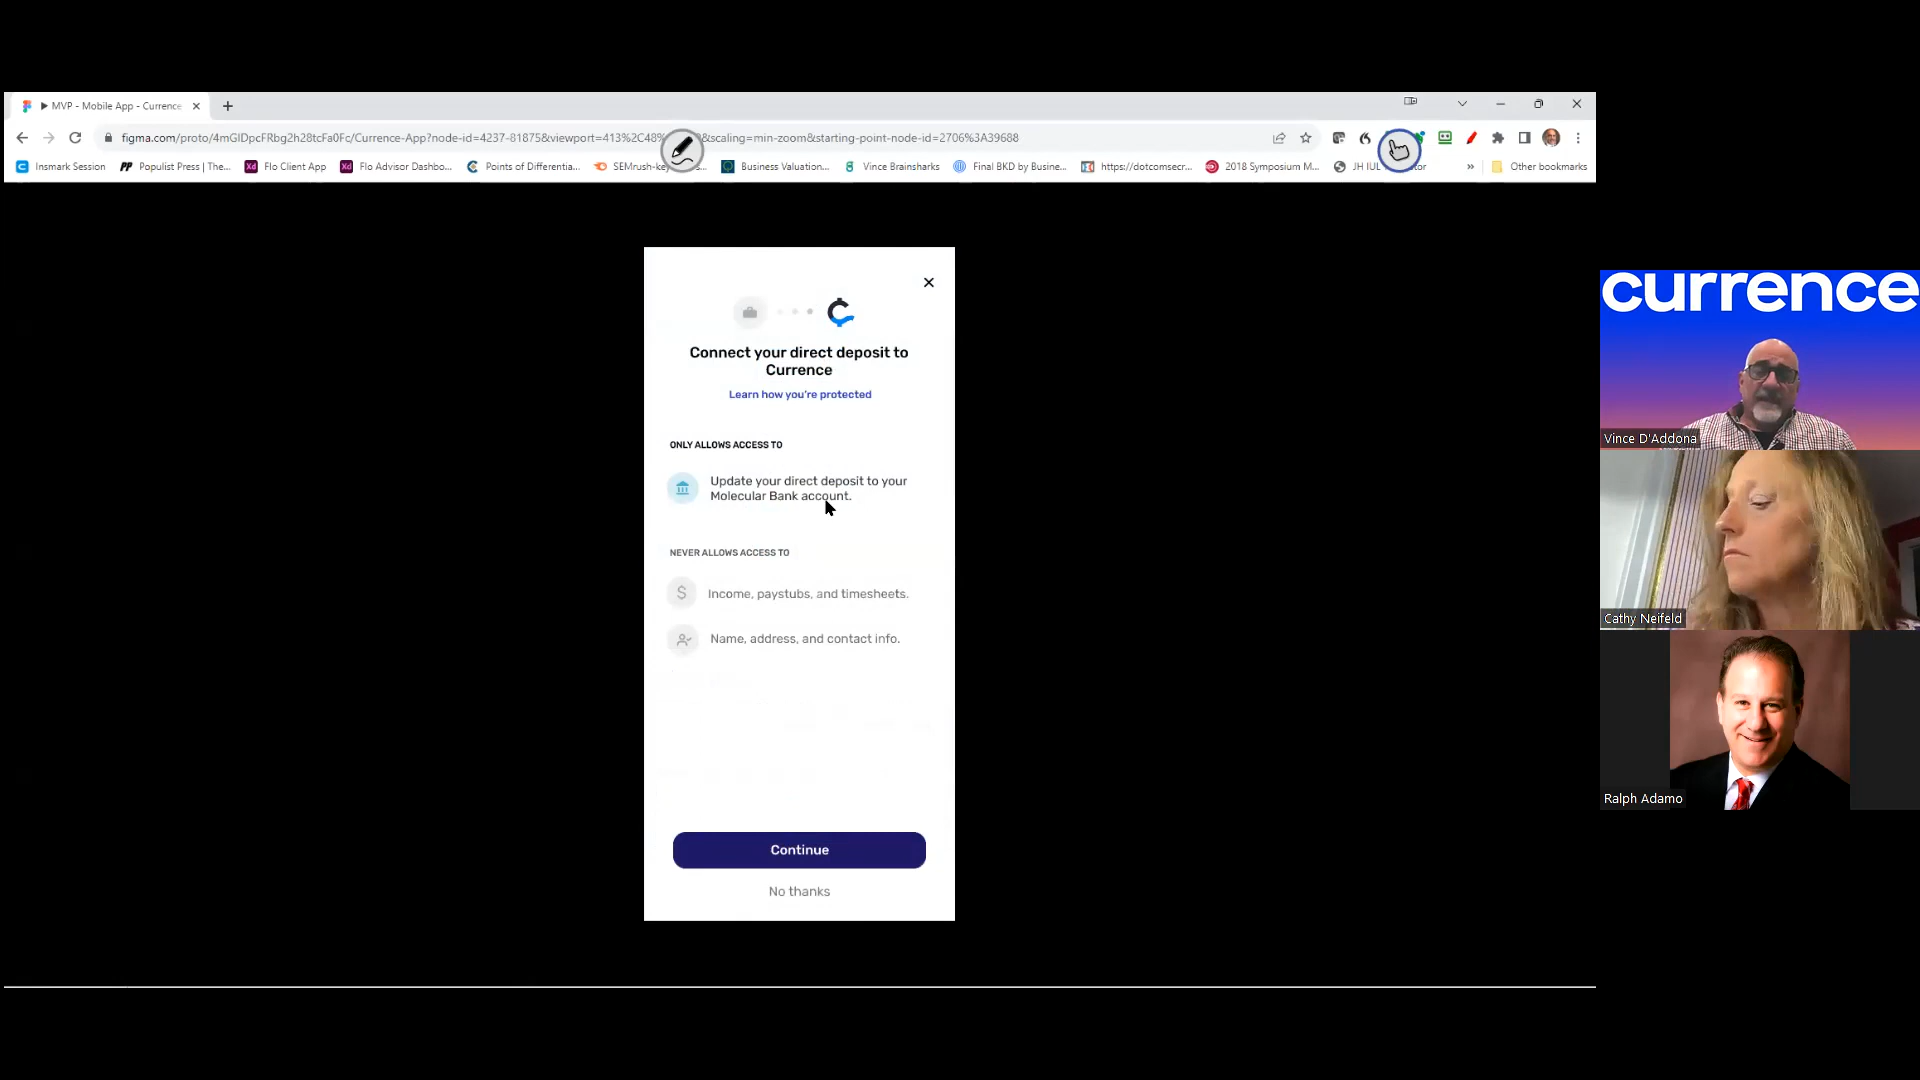 MVP - Mobile App - Currence
figma.com/proto/4mGIDpcFRbg2h28tcFa0Fc/Currence-App?node-id=4237-81875&viewport=413%2C48% &scaling=min-zoom&starting-point-node-id=2706%3A39688
Insmark Session
Populist Press | The...
Flo Client App
Flo Advisor Dashbo...
Points of Differentia...
SEMrush-key
Business Valuation...
Vince Brainsharks
Final BKD by Busine...
https://dotcomsecr...
2018 Symposium M...
JH IUL
Other bookmarks
Connect your direct deposit to
Currence
Learn how you're protected
ONLY ALLOWS ACCESS TO
Update your direct deposit to your
Molecular Bank account.
NEVER ALLOWS ACCESS TO
Income, paystubs, and timesheets.
Name, address, and contact info.
Continue
No thanks
currence
Vince D'Addona
Cathy Neifeld
Ralph Adamo